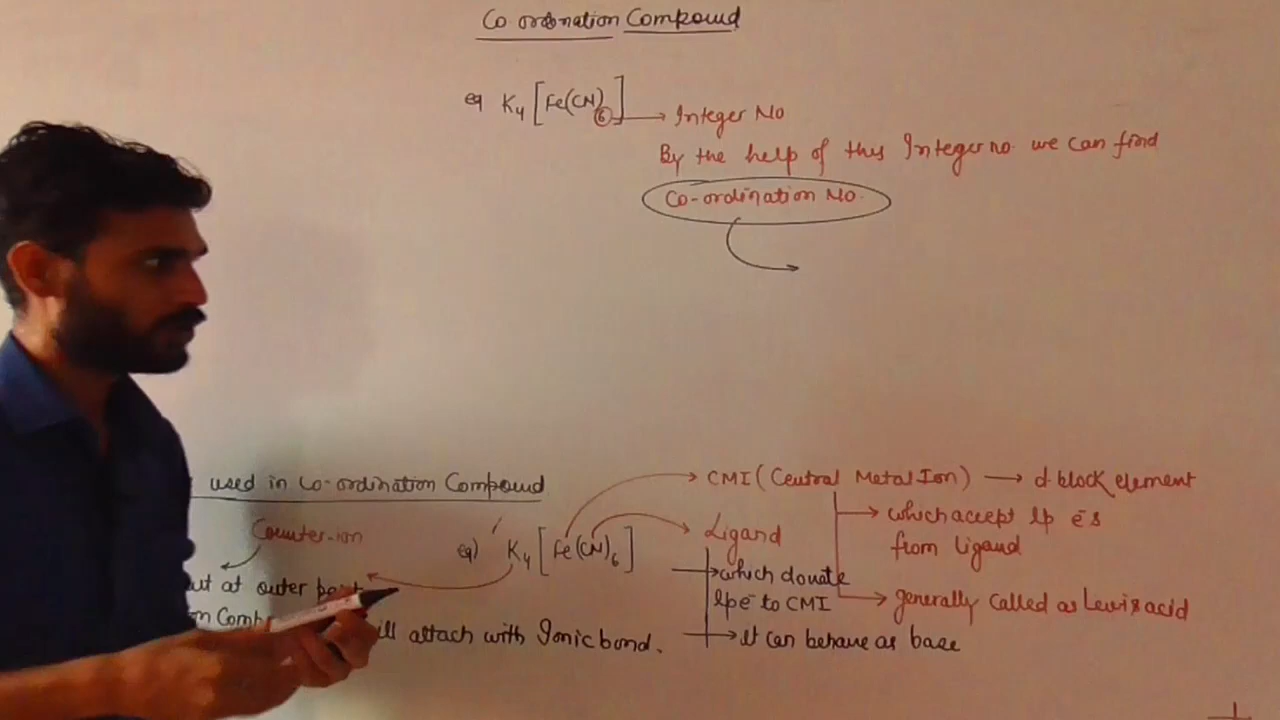 Co-ordination Compound
eg K4[Fe(CN)6] → Integer No
By the help of this Integer no. we can find
Co-ordination No.
used in Co-ordination Compound
CMI (Central Metal Ion) → d-block element
Counter-ion
eg) K4[Fe(CN)6]
Ligand
which accept lp e-s
from ligand
ut at outer
which donate
lp e- to CMI
generally called as Lewis acid
ill attach with Ionic bond.
it can behave as base